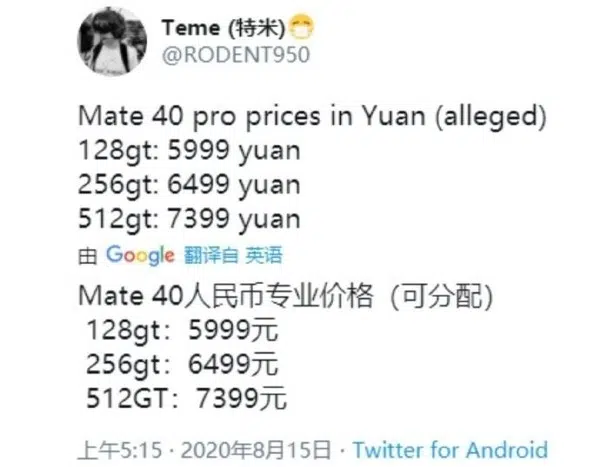 Teme (特米)😷
@RODENT950
Mate 40 pro prices in Yuan (alleged)
128gt: 5999 yuan
256gt: 6499 yuan
512gt: 7399 yuan
由 Google 翻译自 英语
Mate 40人民币专业价格（可分配）
128gt：5999元
256gt：6499元
512GT：7399元
上午5:15 · 2020年8月15日 · Twitter for Android